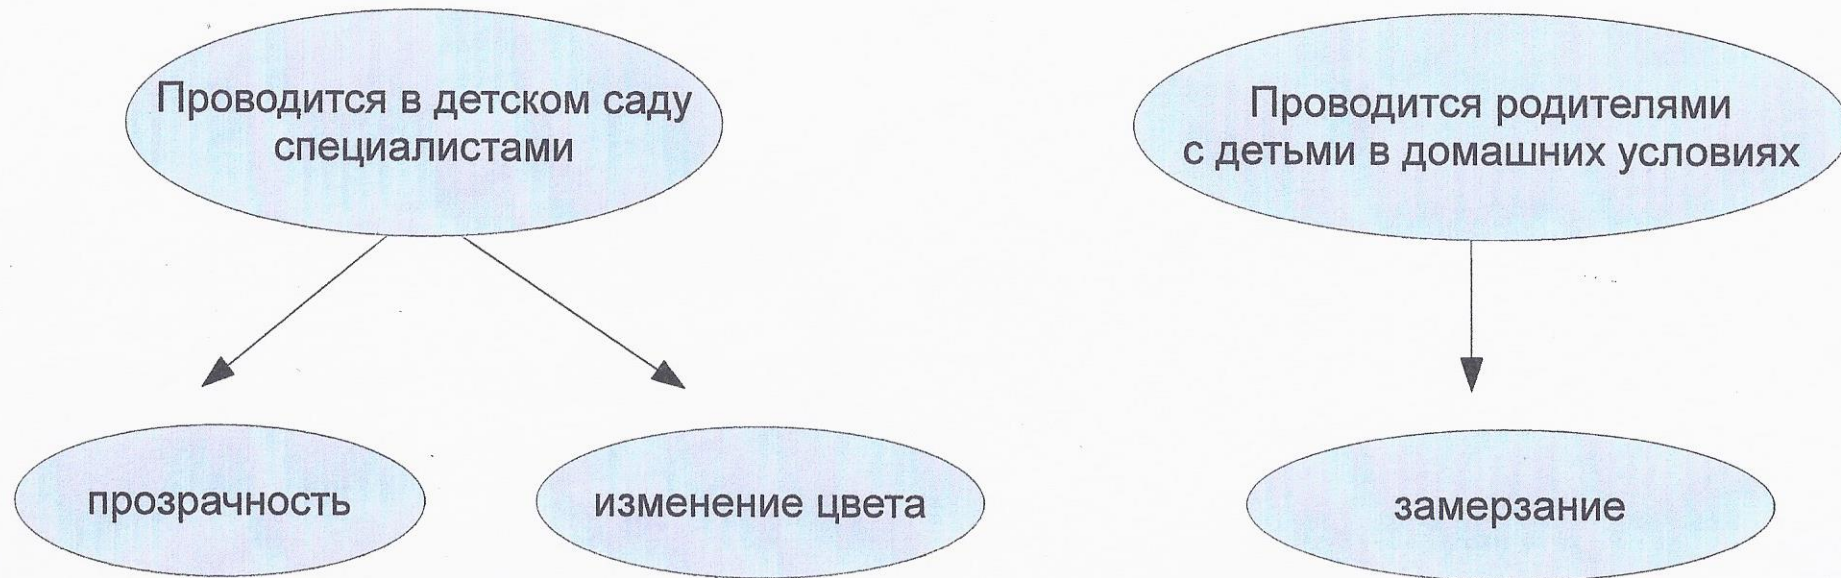 Проводится в детском саду
специалистами
Проводится родителями
с детьми в домашних условиях
прозрачность
изменение цвета
замерзание